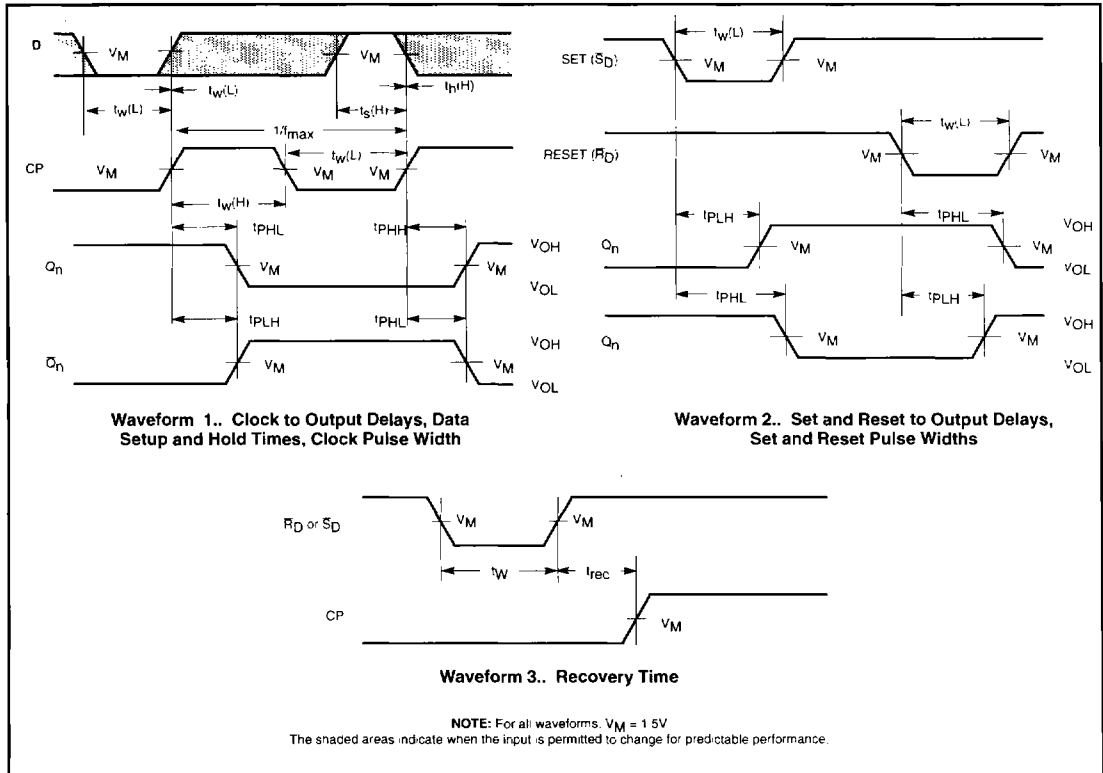 D VM VM
tw(L) tw(L) ts(H) th(H)
1/fmax
tw(L)
CP VM VM VM VM
tw(H)
tPHL tPHH
VOH
Qn VM VM
VOL
tPLH tPHL
VOH
Q̅n VM VM
VOL
Waveform 1.. Clock to Output Delays, Data
Setup and Hold Times, Clock Pulse Width
tw(L)
SET (S̅D) VM VM
tw(L)
RESET (R̅D) VM VM
tPLH tPHL
VOH
Qn VM VM
VOL
tPHL tPLH
VOH
Qn VM VM
VOL
Waveform 2.. Set and Reset to Output Delays,
Set and Reset Pulse Widths
R̅D or S̅D VM VM
tW trec
CP VM
Waveform 3.. Recovery Time
NOTE: For all waveforms. VM = 1 5V
The shaded areas indicate when the input is permitted to change for predictable performance.